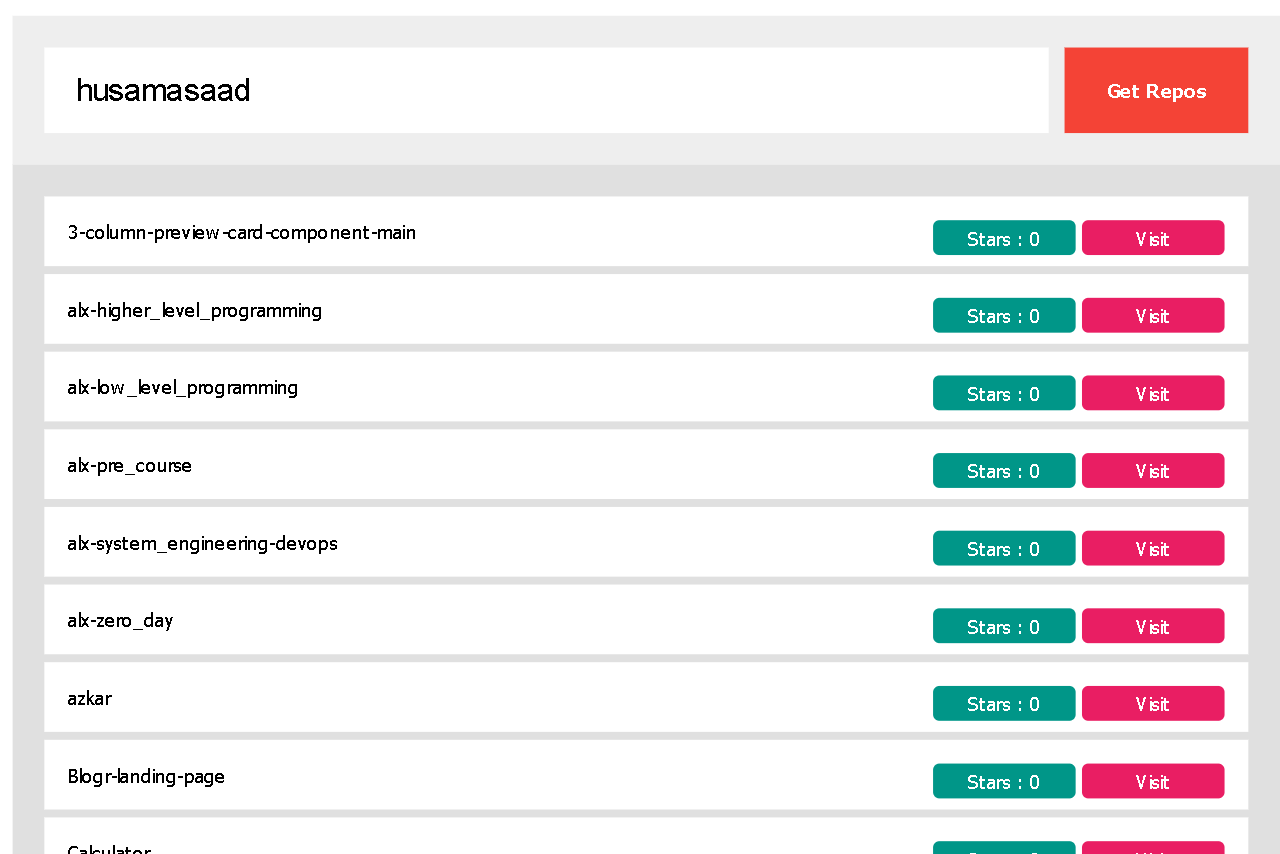 husamasaad Get Repos
3-column-preview-card-component-main Stars : 0 Visit
alx-higher_level_programming Stars : 0 Visit
alx-low_level_programming Stars : 0 Visit
alx-pre_course Stars : 0 Visit
alx-system_engineering-devops Stars : 0 Visit
alx-zero_day Stars : 0 Visit
azkar Stars : 0 Visit
Blogr-landing-page Stars : 0 Visit
Calculator